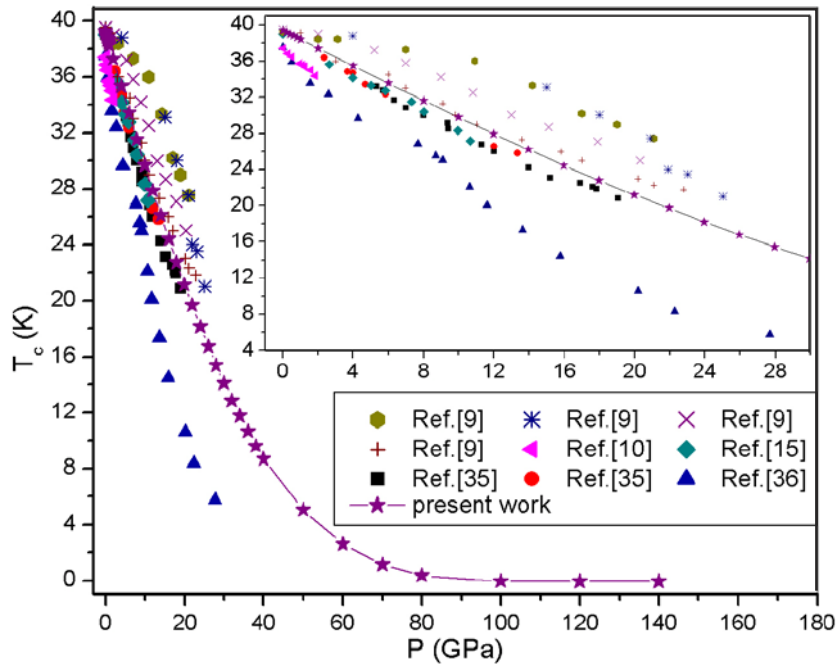 40
36
32
28
24
20
16
12
8
4
0
T_c (K)
40
36
32
28
24
20
16
12
8
4
0 4 8 12 16 20 24 28
Ref.[9] Ref.[9] Ref.[9]
Ref.[9] Ref.[10] Ref.[15]
Ref.[35] Ref.[35] Ref.[36]
present work
0 20 40 60 80 100 120 140 160 180
P (GPa)